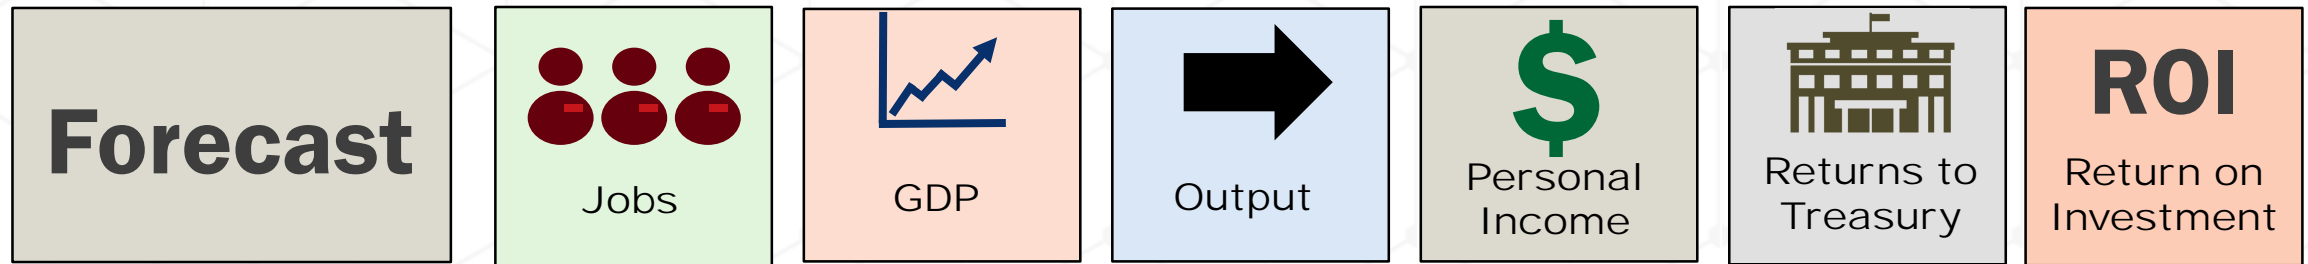 Forecast
Jobs
GDP
Output
$
Personal
Income
Returns to
Treasury
ROI
Return on
Investment